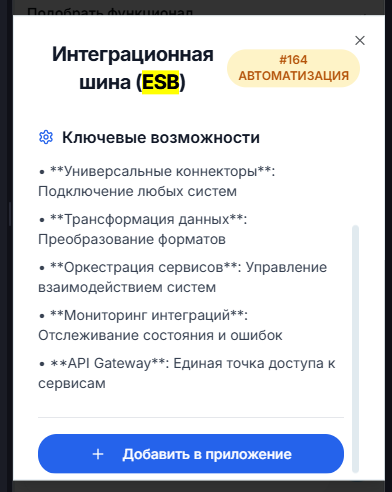 Подобрать функционал
Интеграционная
шина (ESB)
#164
АВТОМАТИЗАЦИЯ
Ключевые возможности
• **Универсальные коннекторы**:
Подключение любых систем
• **Трансформация данных**:
Преобразование форматов
• **Оркестрация сервисов**: Управление
взаимодействием систем
• **Мониторинг интеграций**:
Отслеживание состояния и ошибок
• **API Gateway**: Единая точка доступа к
сервисам
+ Добавить в приложение